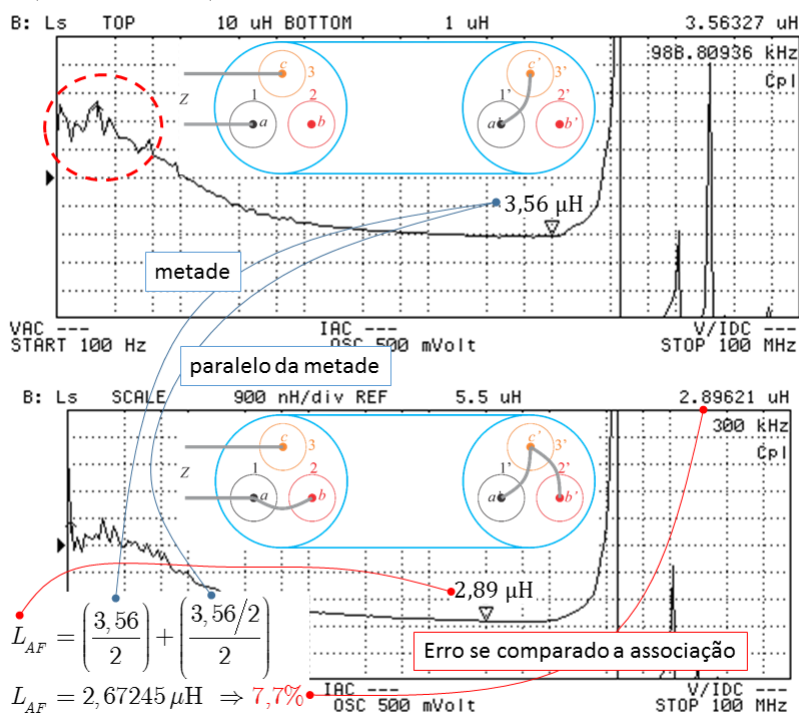 B: Ls TOP 10 uH BOTTOM 1 uH 3.56327 uH
988.80936 kHz
Cpl
c 3 c' 3'
Z
1 2 1' 2'
a b a' b'
3,56 μH
metade
VAC --- IAC --- V/IDC ---
START 100 Hz OSC 500 mVolt STOP 100 MHz
paralelo da metade
B: Ls SCALE 900 nH/div REF 5.5 uH 2.89621 uH
300 kHz
Cpl
c 3 c' 3'
Z
1 2 1' 2'
a b a' b'
2,89 μH
L_AF = (3,56/2) + ((3,56/2)/2)
Erro se comparado a associação
L_AF = 2,67245 μH ⇒ 7,7%
IAC --- V/IDC ---
OSC 500 mVolt STOP 100 MHz